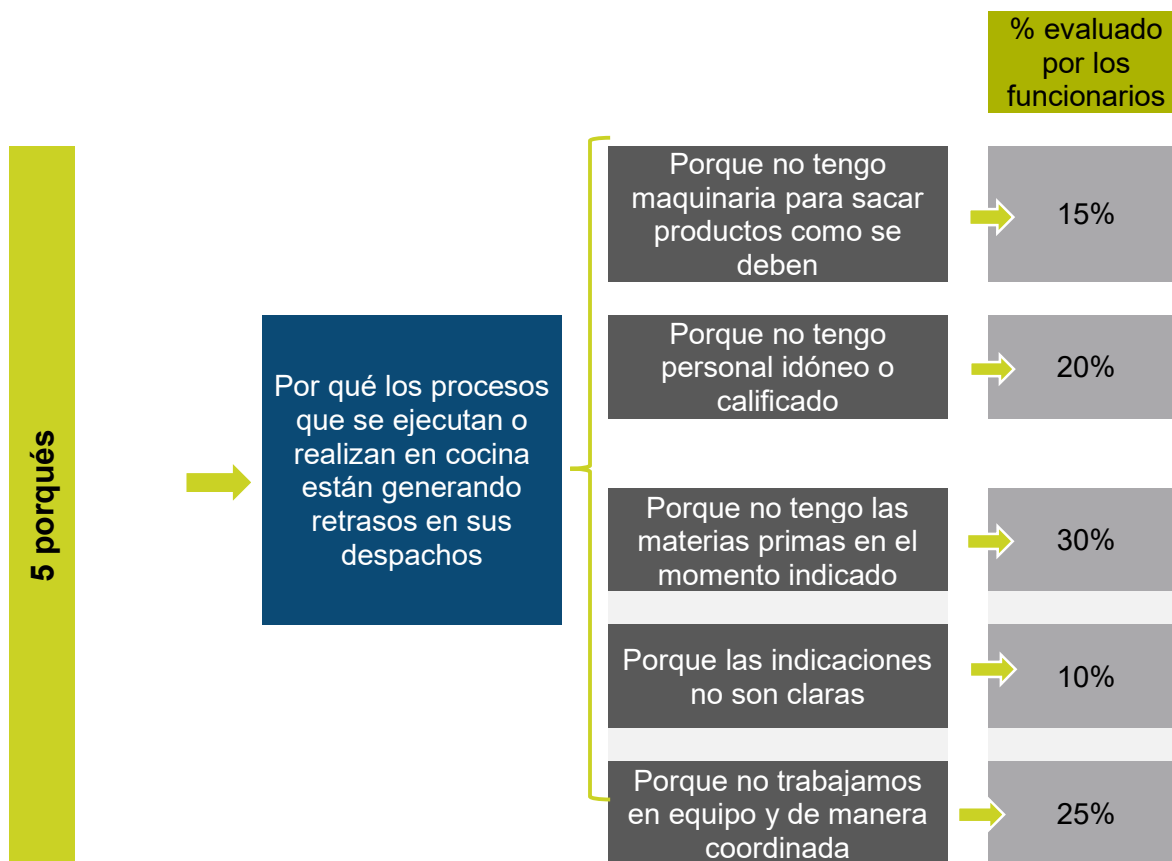 % evaluado
por los
funcionarios
5 porqués
Por qué los procesos
que se ejecutan o
realizan en cocina
están generando
retrasos en sus
despachos
Porque no tengo
maquinaria para sacar
productos como se
deben
15%
Porque no tengo
personal idóneo o
calificado
20%
Porque no tengo las
materias primas en el
momento indicado
30%
Porque las indicaciones
no son claras
10%
Porque no trabajamos
en equipo y de manera
coordinada
25%